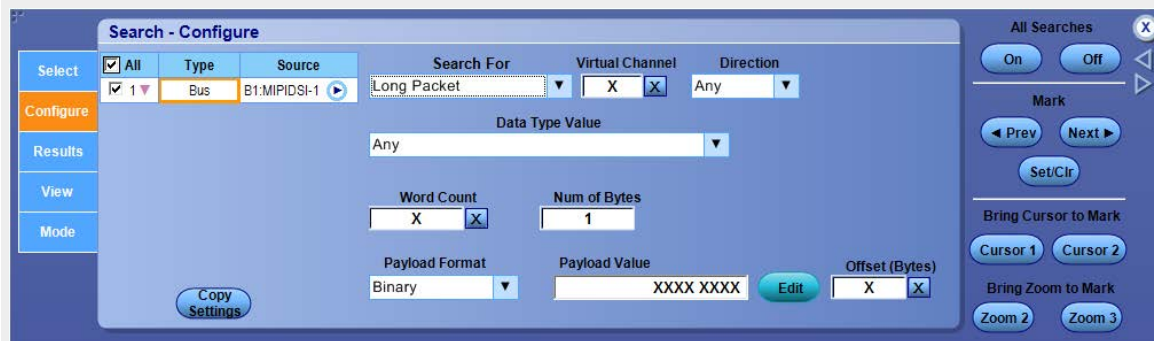 Search - Configure
Select
Configure
Results
View
Mode
All Type Source
1 Bus B1:MIPIDSI-1
Copy
Settings
Search For Virtual Channel Direction
Long Packet X X Any
Data Type Value
Any
Word Count Num of Bytes
X X 1
Payload Format Payload Value Offset (Bytes)
Binary XXXX XXXX Edit X X
All Searches X
On Off
Mark
Prev Next
Set/Clr
Bring Cursor to Mark
Cursor 1 Cursor 2
Bring Zoom to Mark
Zoom 2 Zoom 3